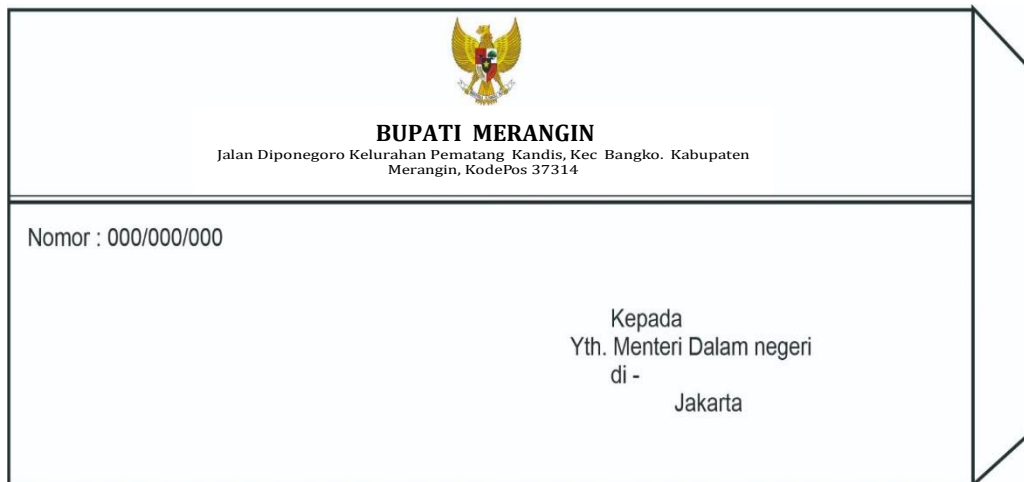 BUPATI MERANGIN
Jalan Diponegoro Kelurahan Pematang Kandis, Kec Bangko. Kabupaten
Merangin, KodePos 37314
Nomor : 000/000/000
Kepada
Yth. Menteri Dalam negeri
di -
Jakarta